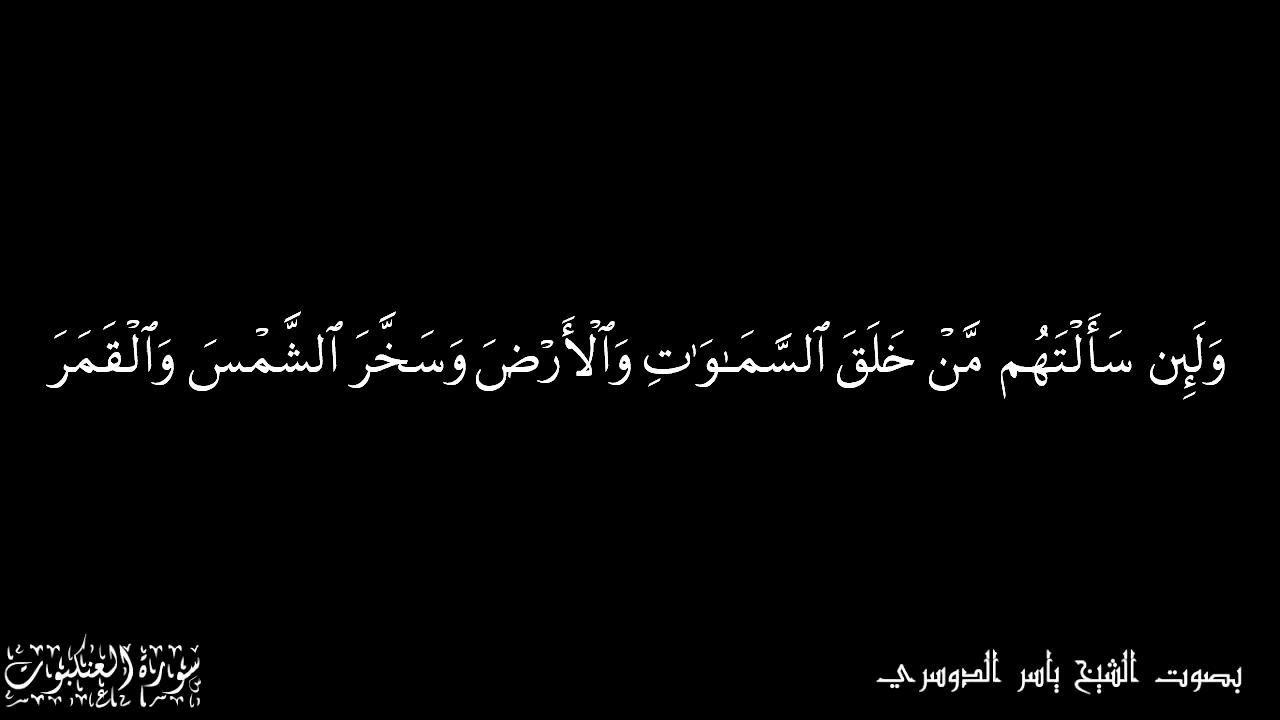 وَلَئِن سَأَلْتَهُم مَّنْ خَلَقَ ٱلسَّمَـٰوَٰتِ وَٱلْأَرْضَ وَسَخَّرَ ٱلشَّمْسَ وَٱلْقَمَرَ
بصوت الشيخ ياسر الدوسري
سورة العنكبوت